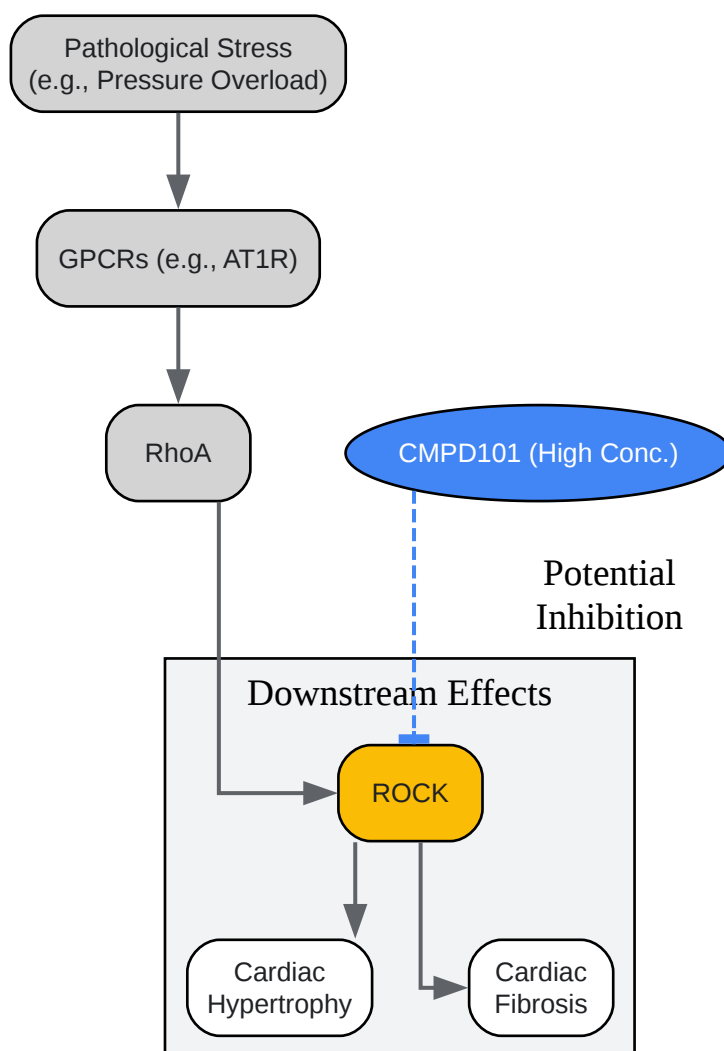 Pathological Stress
(e.g., Pressure Overload)
GPCRs (e.g., AT1R)
RhoA
CMPD101 (High Conc.)
Potential
Inhibition
Downstream Effects
ROCK
Cardiac
Hypertrophy
Cardiac
Fibrosis